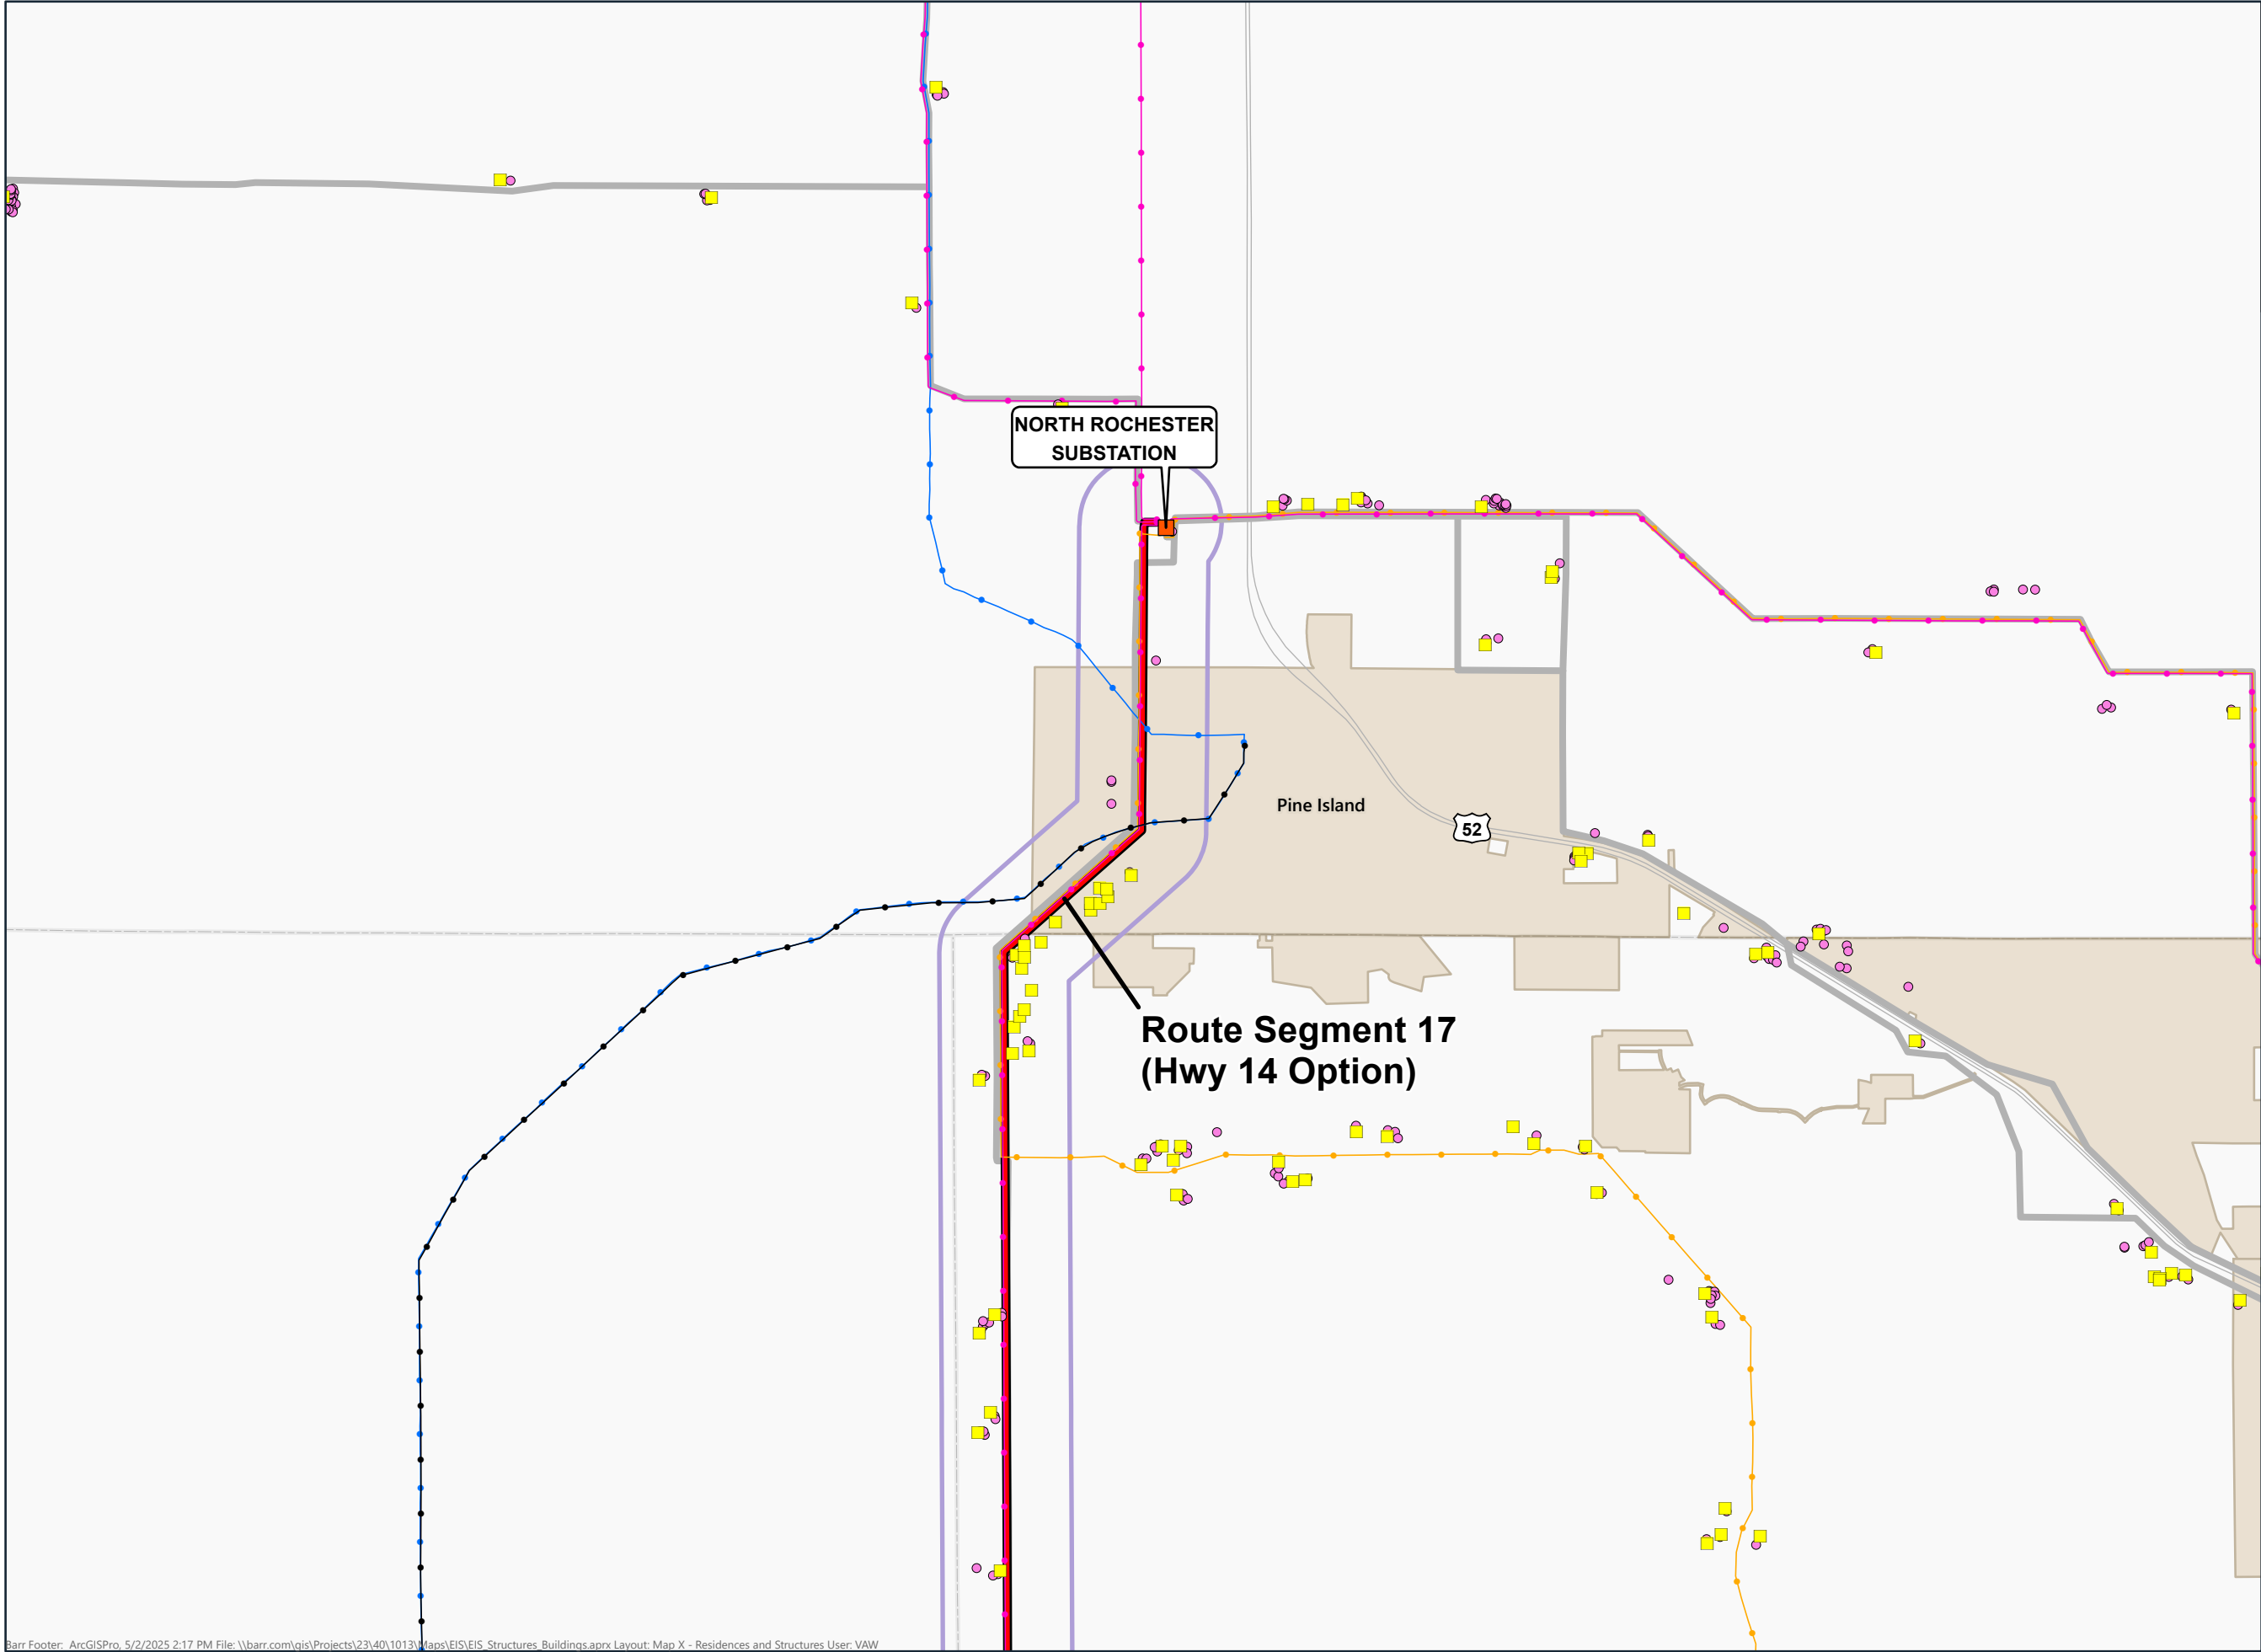 NORTH ROCHESTER
SUBSTATION
Pine Island
52
Route Segment 17
(Hwy 14 Option)
Barr Footer: ArcGISPro, 5/2/2025 2:17 PM File: \\barr.com\gis\Projects\23\40\1013\Maps\EIS\EIS_Structures_Buildings.aprx Layout: Map X - Residences and Structures User: VAW